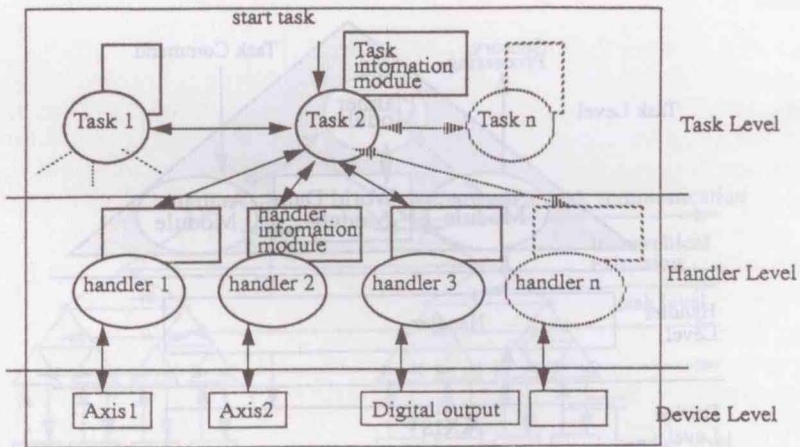 start task
Task
infomation
module
Task 1
Task 2
Task n
Task Level
handler
infomation
module
handler 1
handler 2
handler 3
handler n
Handler Level
Axis1
Axis2
Digital output
Device Level